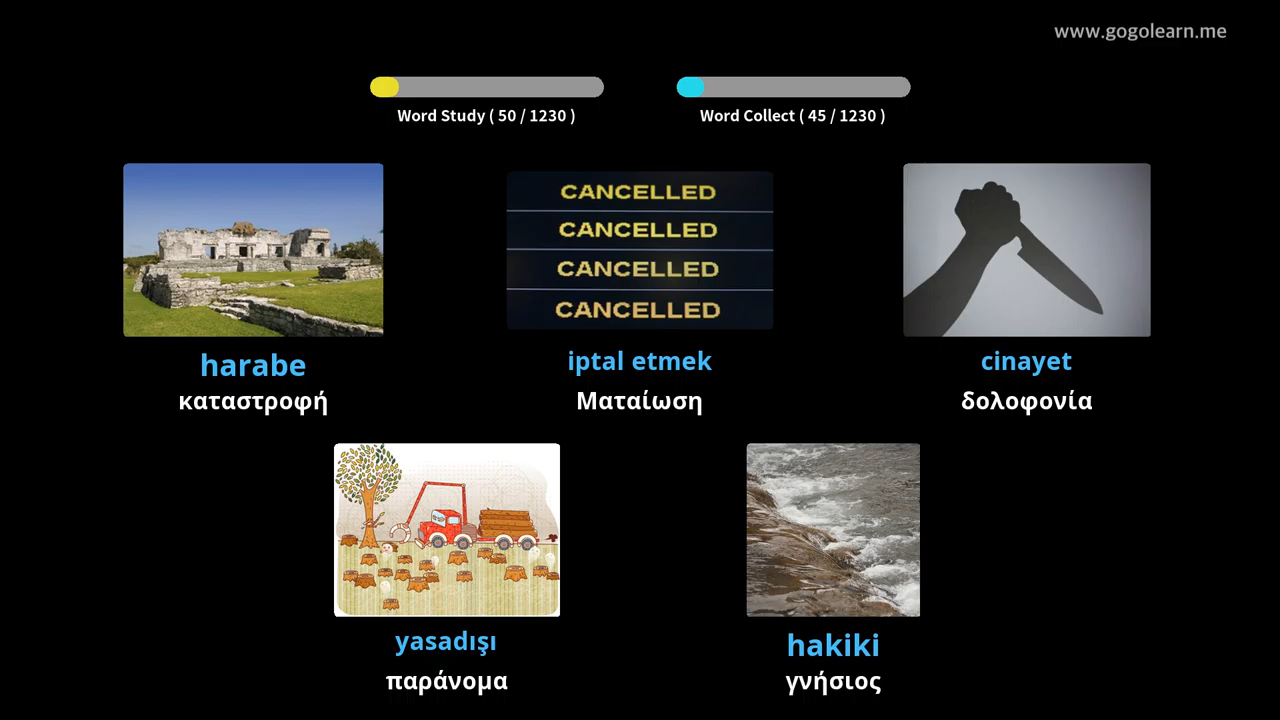 www.gogolearn.me
Word Study ( 50 / 1230 )
Word Collect ( 45 / 1230 )
CANCELLED
CANCELLED
CANCELLED
CANCELLED
harabe
καταστροφή
iptal etmek
Ματαίωση
cinayet
δολοφονία
yasadışı
παράνομα
hakiki
γνήσιος